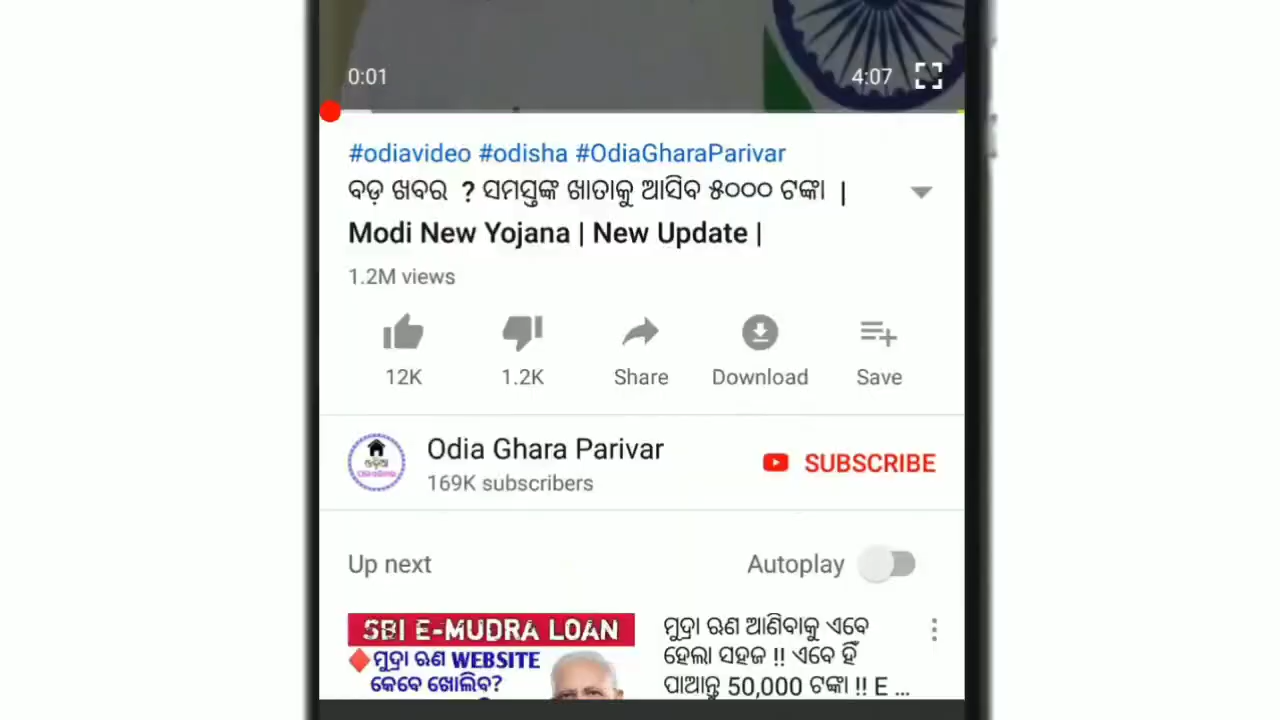 0:01
4:07
#odiavideo #odisha #OdiaGharaParivar
ବଡ଼ ଖବର ? ସମସ୍ତଙ୍କ ଖାତାକୁ ଆସିବ ୫୦୦୦ ଟଙ୍କା |
Modi New Yojana | New Update |
1.2M views
12K
1.2K
Share
Download
Save
ଓଡ଼ିଆ
Odia Ghara Parivar
169K subscribers
SUBSCRIBE
Up next
Autoplay
SBI E-MUDRA LOAN
ମୁଦ୍ରା ଋଣ WEBSITE
କେବେ ଖୋଲିବ?
ମୁଦ୍ରା ଋଣ ଆଣିବାକୁ ଏବେ
ହେଲା ସହଜ !! ଏବେ ହିଁ
ପାଆନ୍ତୁ 50,000 ଟଙ୍କା !! E ...